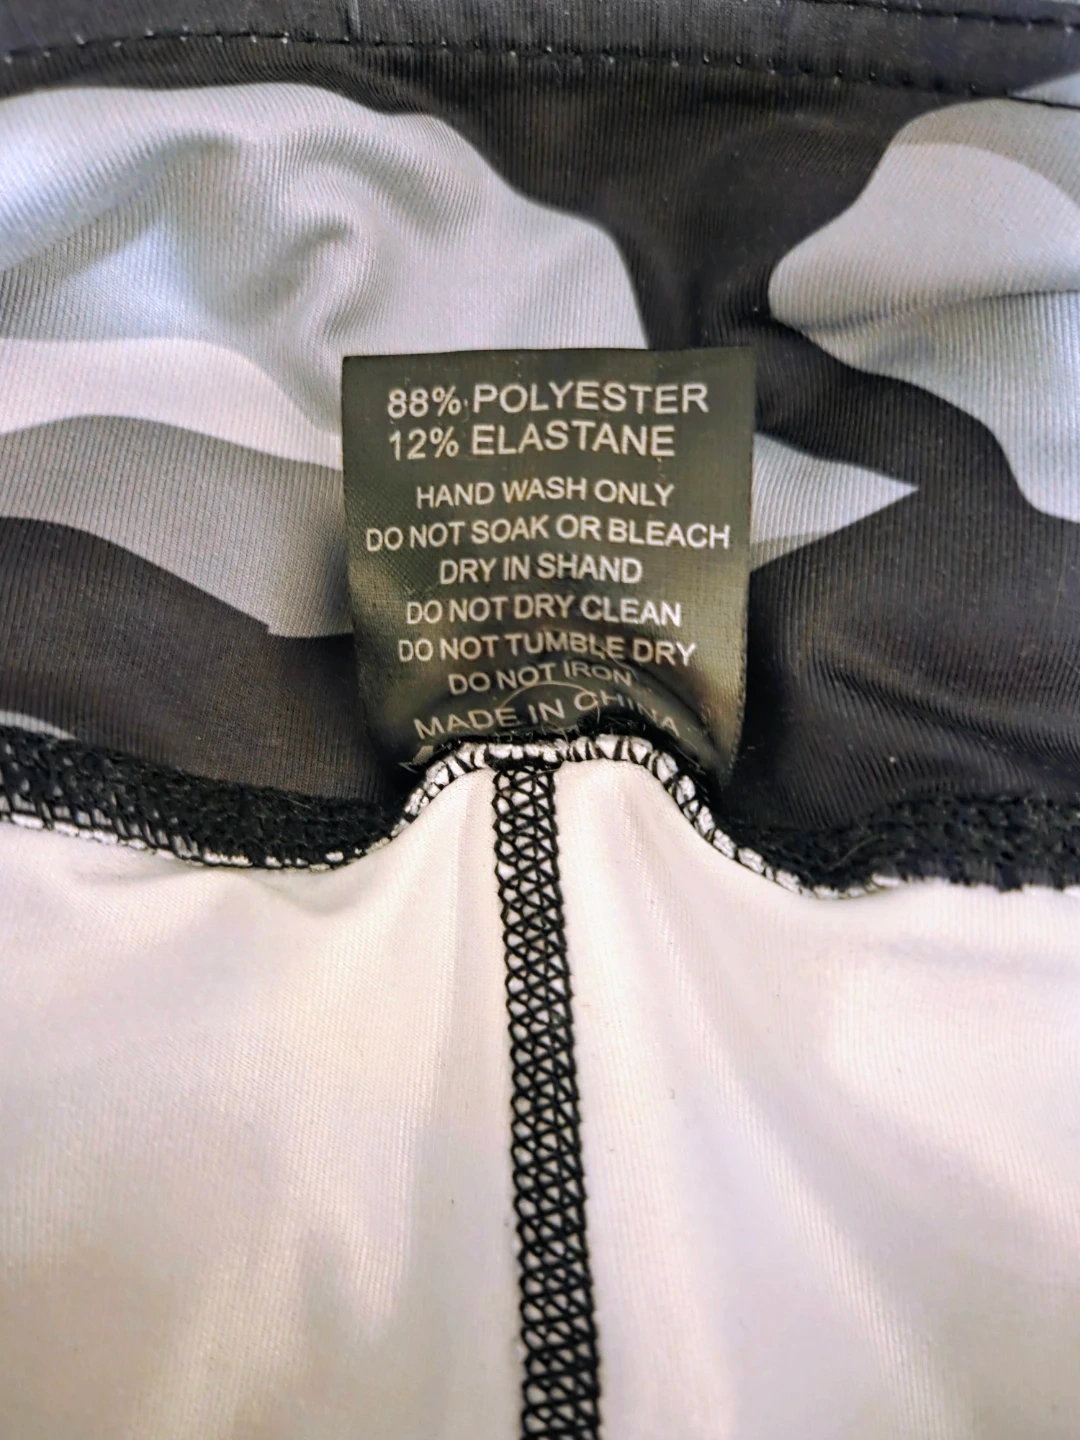 88% POLYESTER
12% ELASTANE
HAND WASH ONLY
DO NOT SOAK OR BLEACH
DRY IN SHAND
DO NOT DRY CLEAN
DO NOT TUMBLE DRY
DO NOT IRON
MADE IN CHINA